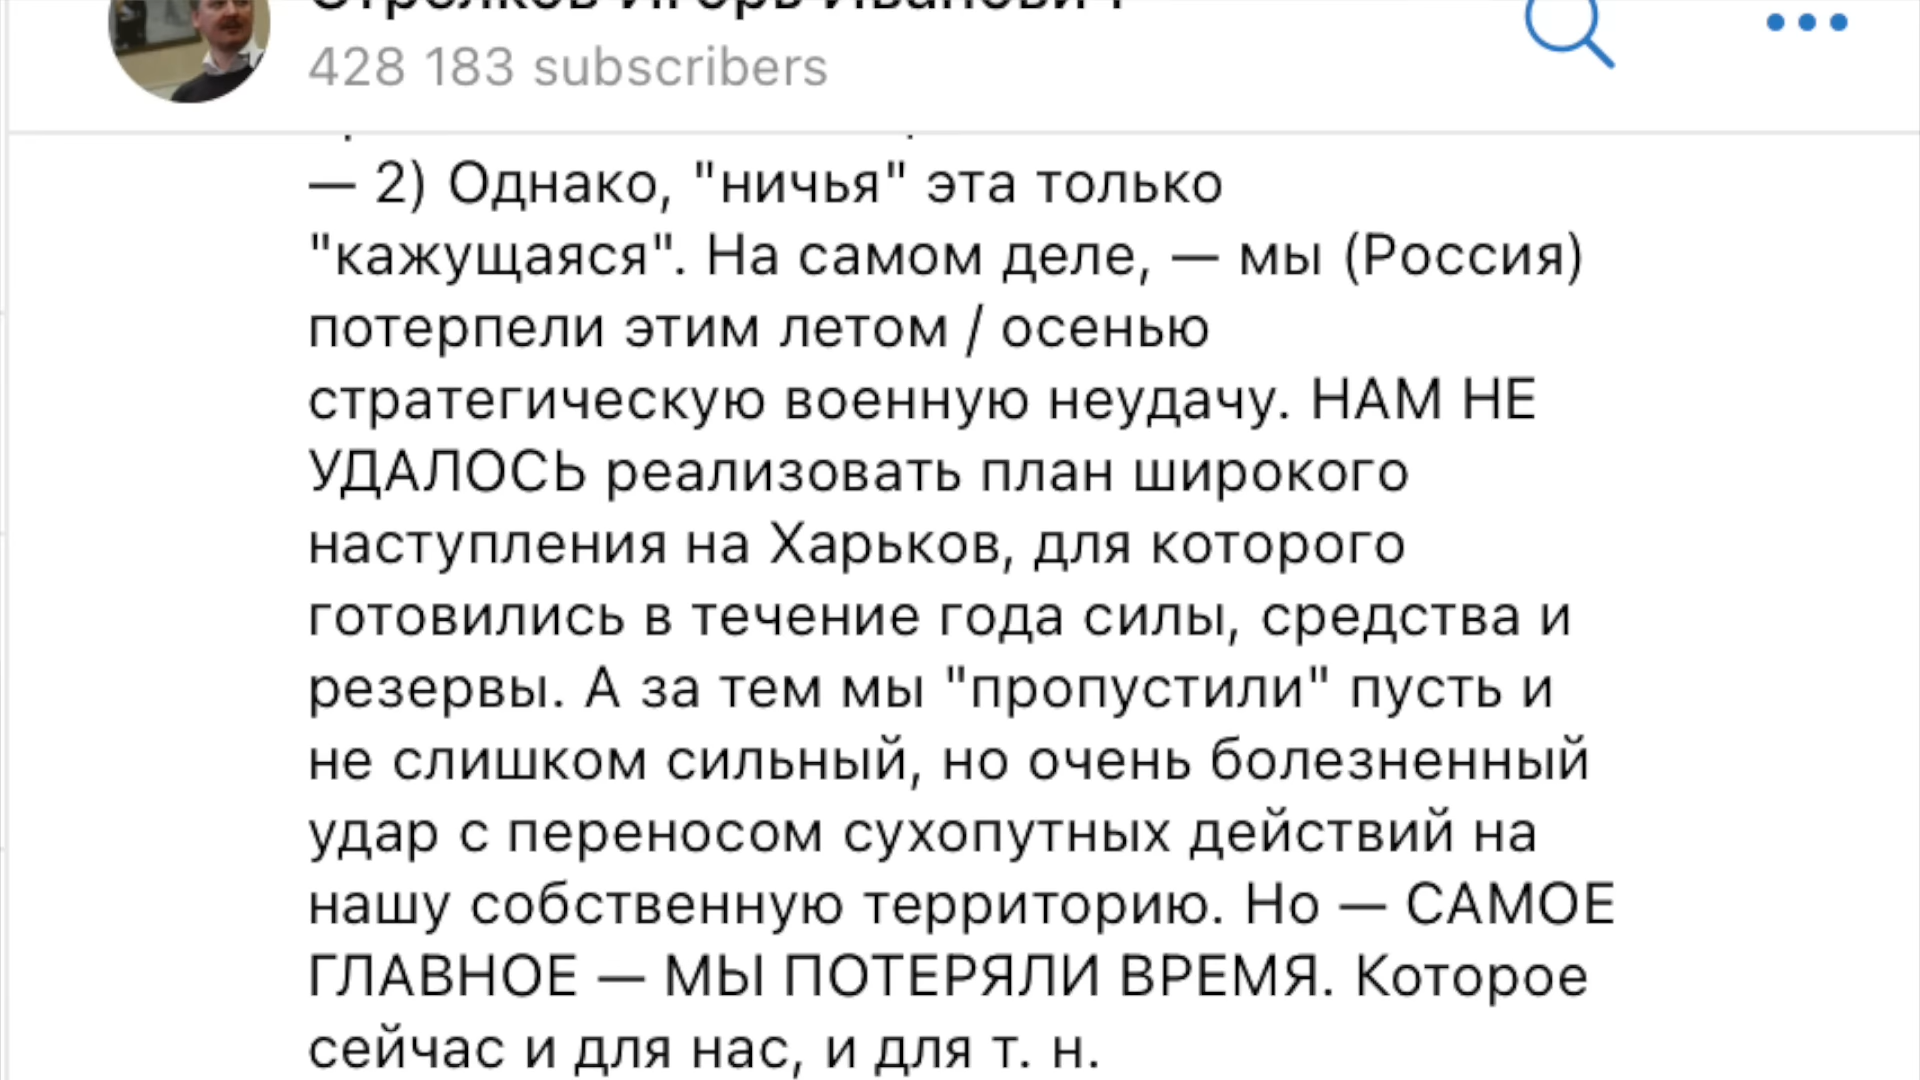 Стрелков Игорь Иванович
428 183 subscribers
— 2) Однако, "ничья" эта только
"кажущаяся". На самом деле, — мы (Россия)
потерпели этим летом / осенью
стратегическую военную неудачу. НАМ НЕ
УДАЛОСЬ реализовать план широкого
наступления на Харьков, для которого
готовились в течение года силы, средства и
резервы. А за тем мы "пропустили" пусть и
не слишком сильный, но очень болезненный
удар с переносом сухопутных действий на
нашу собственную территорию. Но — САМОЕ
ГЛАВНОЕ — МЫ ПОТЕРЯЛИ ВРЕМЯ. Которое
сейчас и для нас, и для т. н.